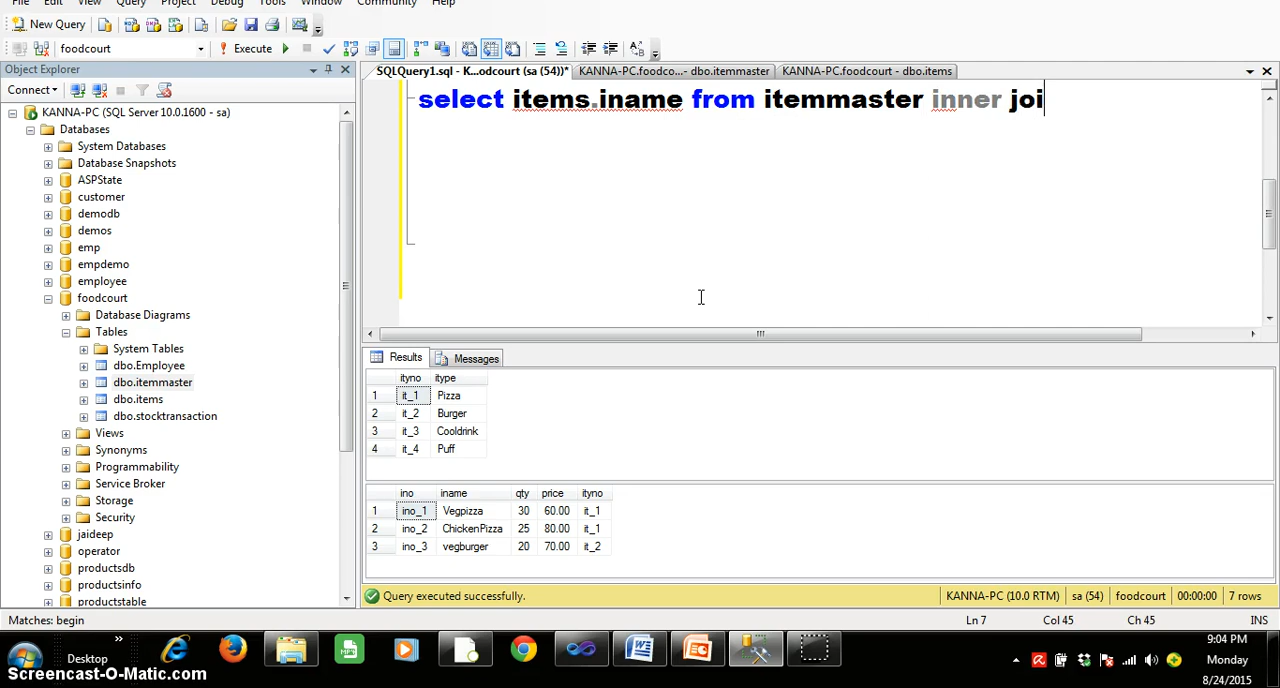 File Edit View Query Project Debug Tools Window Community Help
New Query
foodcourt Execute
Object Explorer
Connect
KANNA-PC (SQL Server 10.0.1600 - sa)
Databases
System Databases
Database Snapshots
ASPState
customer
demodb
demos
emp
empdemo
employee
foodcourt
Database Diagrams
Tables
System Tables
dbo.Employee
dbo.itemmaster
dbo.items
dbo.stocktransaction
Views
Synonyms
Programmability
Service Broker
Storage
Security
jaideep
operator
productsdb
productsinfo
productstable
SQLQuery1.sql - K...odcourt (sa (54))* KANNA-PC.foodco...- dbo.itemmaster KANNA-PC.foodcourt - dbo.items
select items.iname from itemmaster inner joi
Results Messages
ityno itype
1 it_1 Pizza
2 it_2 Burger
3 it_3 Cooldrink
4 it_4 Puff
ino iname qty price ityno
1 ino_1 Vegpizza 30 60.00 it_1
2 ino_2 ChickenPizza 25 80.00 it_1
3 ino_3 vegburger 20 70.00 it_2
Query executed successfully. KANNA-PC (10.0 RTM) sa (54) foodcourt 00:00:00 7 rows
Matches: begin Ln 7 Col 45 Ch 45 INS
Desktop
9:04 PM
Monday
8/24/2015
Screencast-O-Matic.com